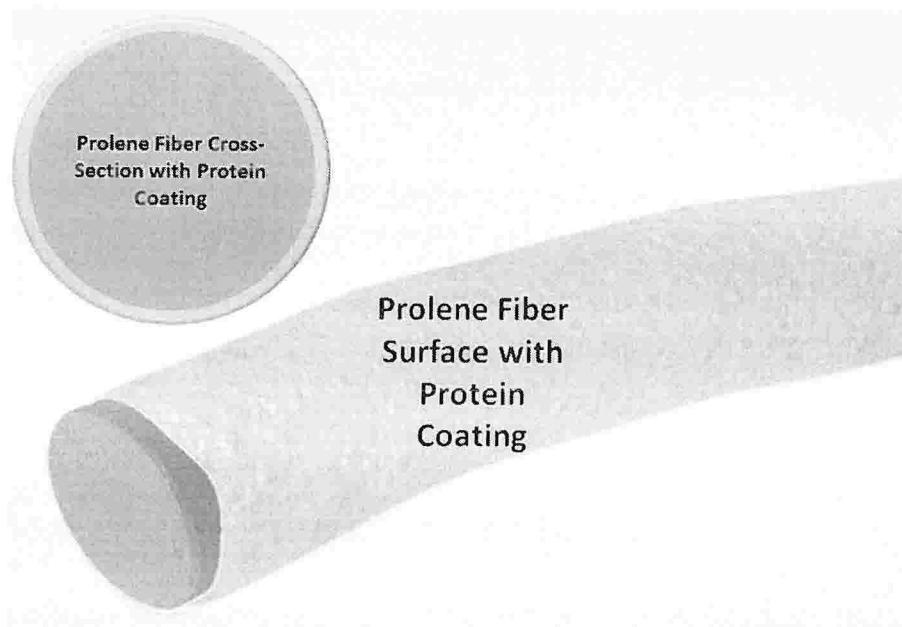 Prolene Fiber Cross-
Section with Protein
Coating
Prolene Fiber
Surface with
Protein
Coating